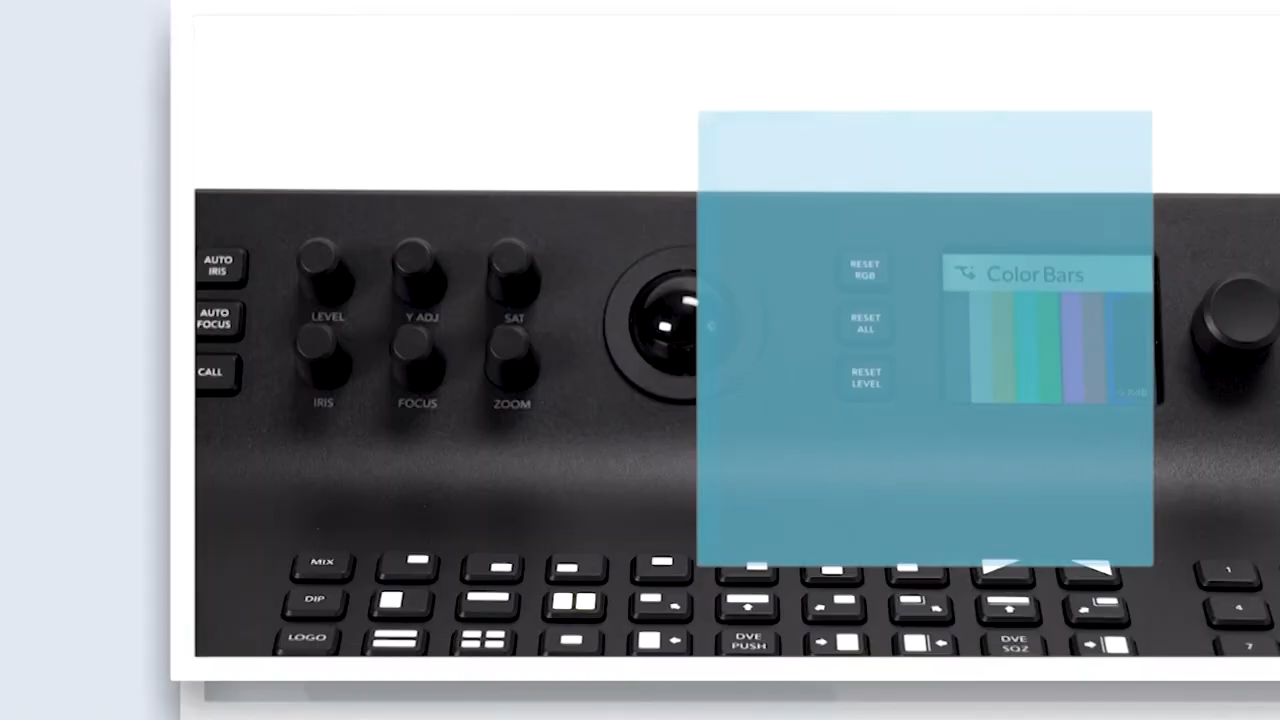 AUTO
IRIS
AUTO
FOCUS
CALL
LEVEL
Y ADJ
SAT
IRIS
FOCUS
ZOOM
RESET
RGB
RESET
ALL
RESET
LEVEL
Color Bars
MIX
DIP
LOGO
DVE
PUSH
DVE
SQZ
1
4
7